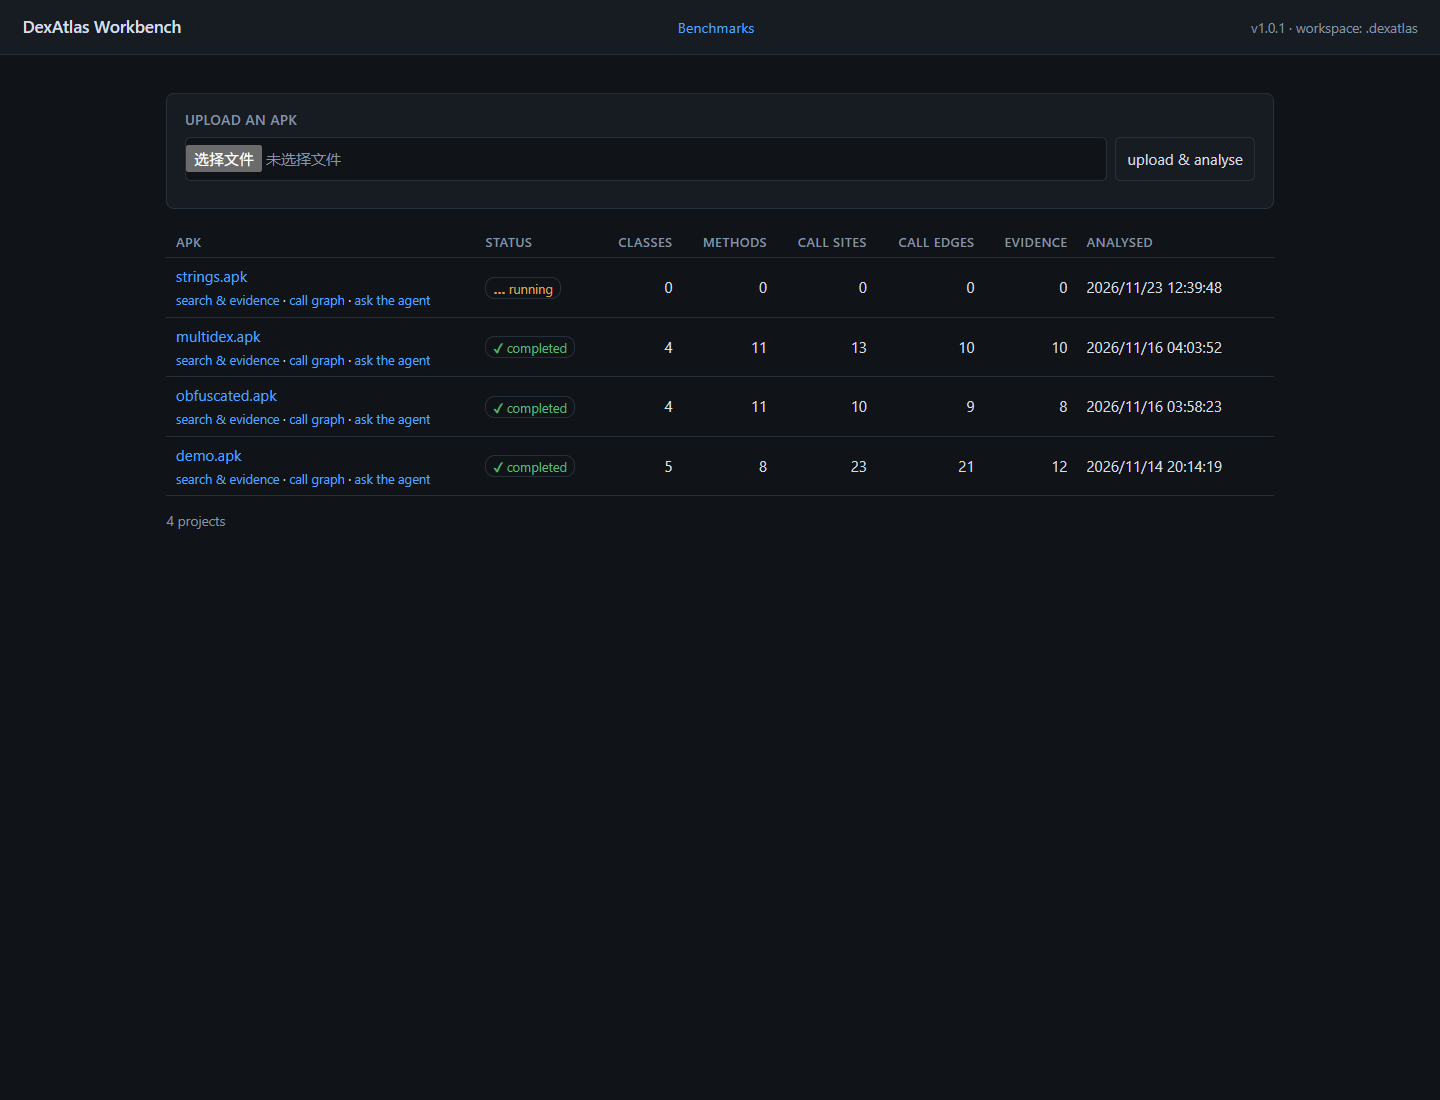 DexAtlas Workbench Benchmarks v1.0.1 · workspace: .dexatlas
UPLOAD AN APK
选择文件 未选择文件 upload & analyse
APK STATUS CLASSES METHODS CALL SITES CALL EDGES EVIDENCE ANALYSED
strings.apk
search & evidence · call graph · ask the agent
... running 0 0 0 0 0 2026/11/23 12:39:48
multidex.apk
search & evidence · call graph · ask the agent
✓ completed 4 11 13 10 10 2026/11/16 04:03:52
obfuscated.apk
search & evidence · call graph · ask the agent
✓ completed 4 11 10 9 8 2026/11/16 03:58:23
demo.apk
search & evidence · call graph · ask the agent
✓ completed 5 8 23 21 12 2026/11/14 20:14:19
4 projects